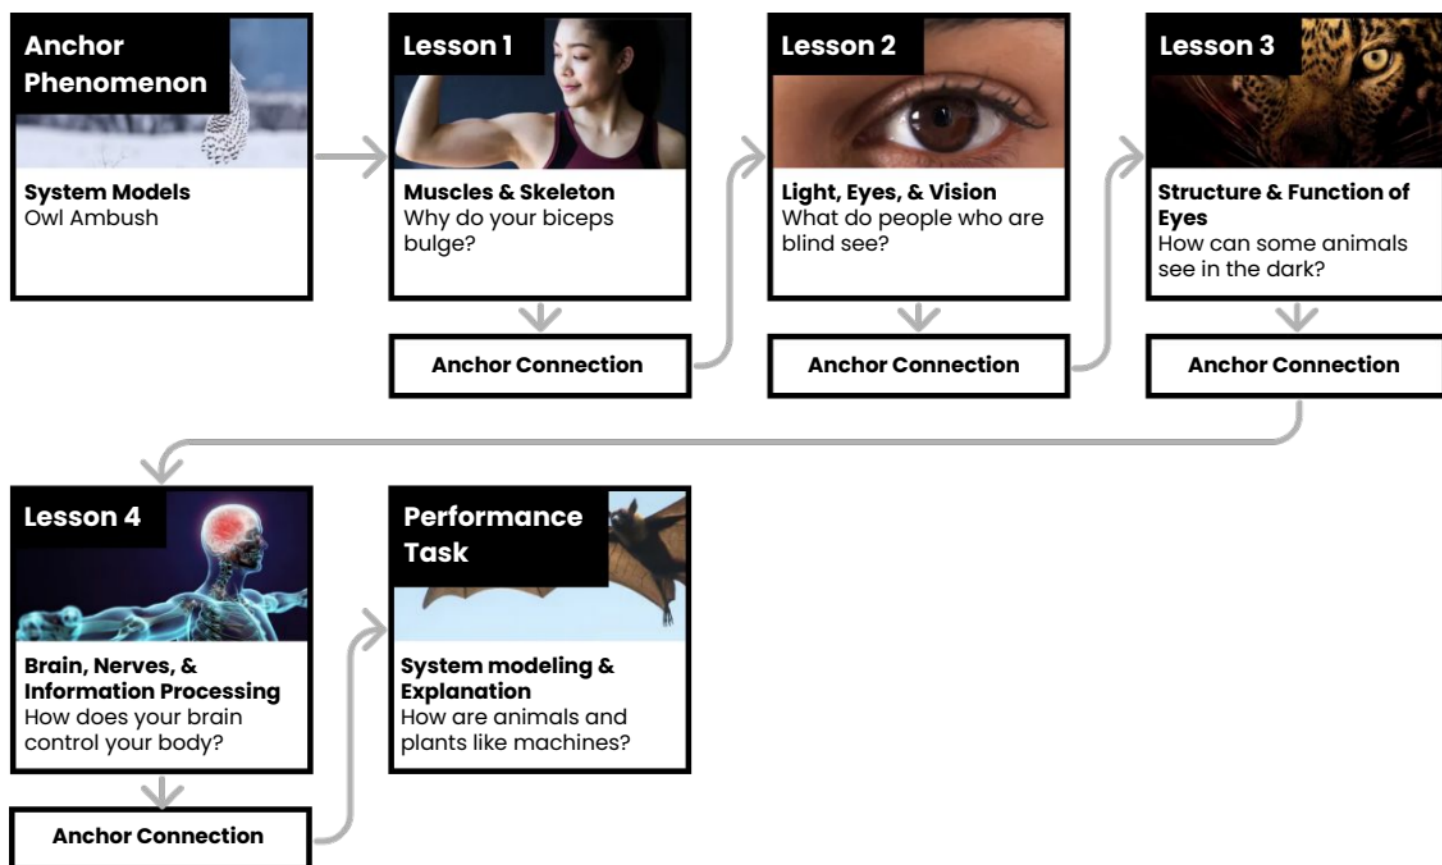 Anchor
Phenomenon
System Models
Owl Ambush
Lesson 1
Muscles & Skeleton
Why do your biceps
bulge?
Anchor Connection
Lesson 2
Light, Eyes, & Vision
What do people who are
blind see?
Anchor Connection
Lesson 3
Structure & Function of
Eyes
How can some animals
see in the dark?
Anchor Connection
Lesson 4
Brain, Nerves, &
Information Processing
How does your brain
control your body?
Anchor Connection
Performance
Task
System modeling &
Explanation
How are animals and
plants like machines?